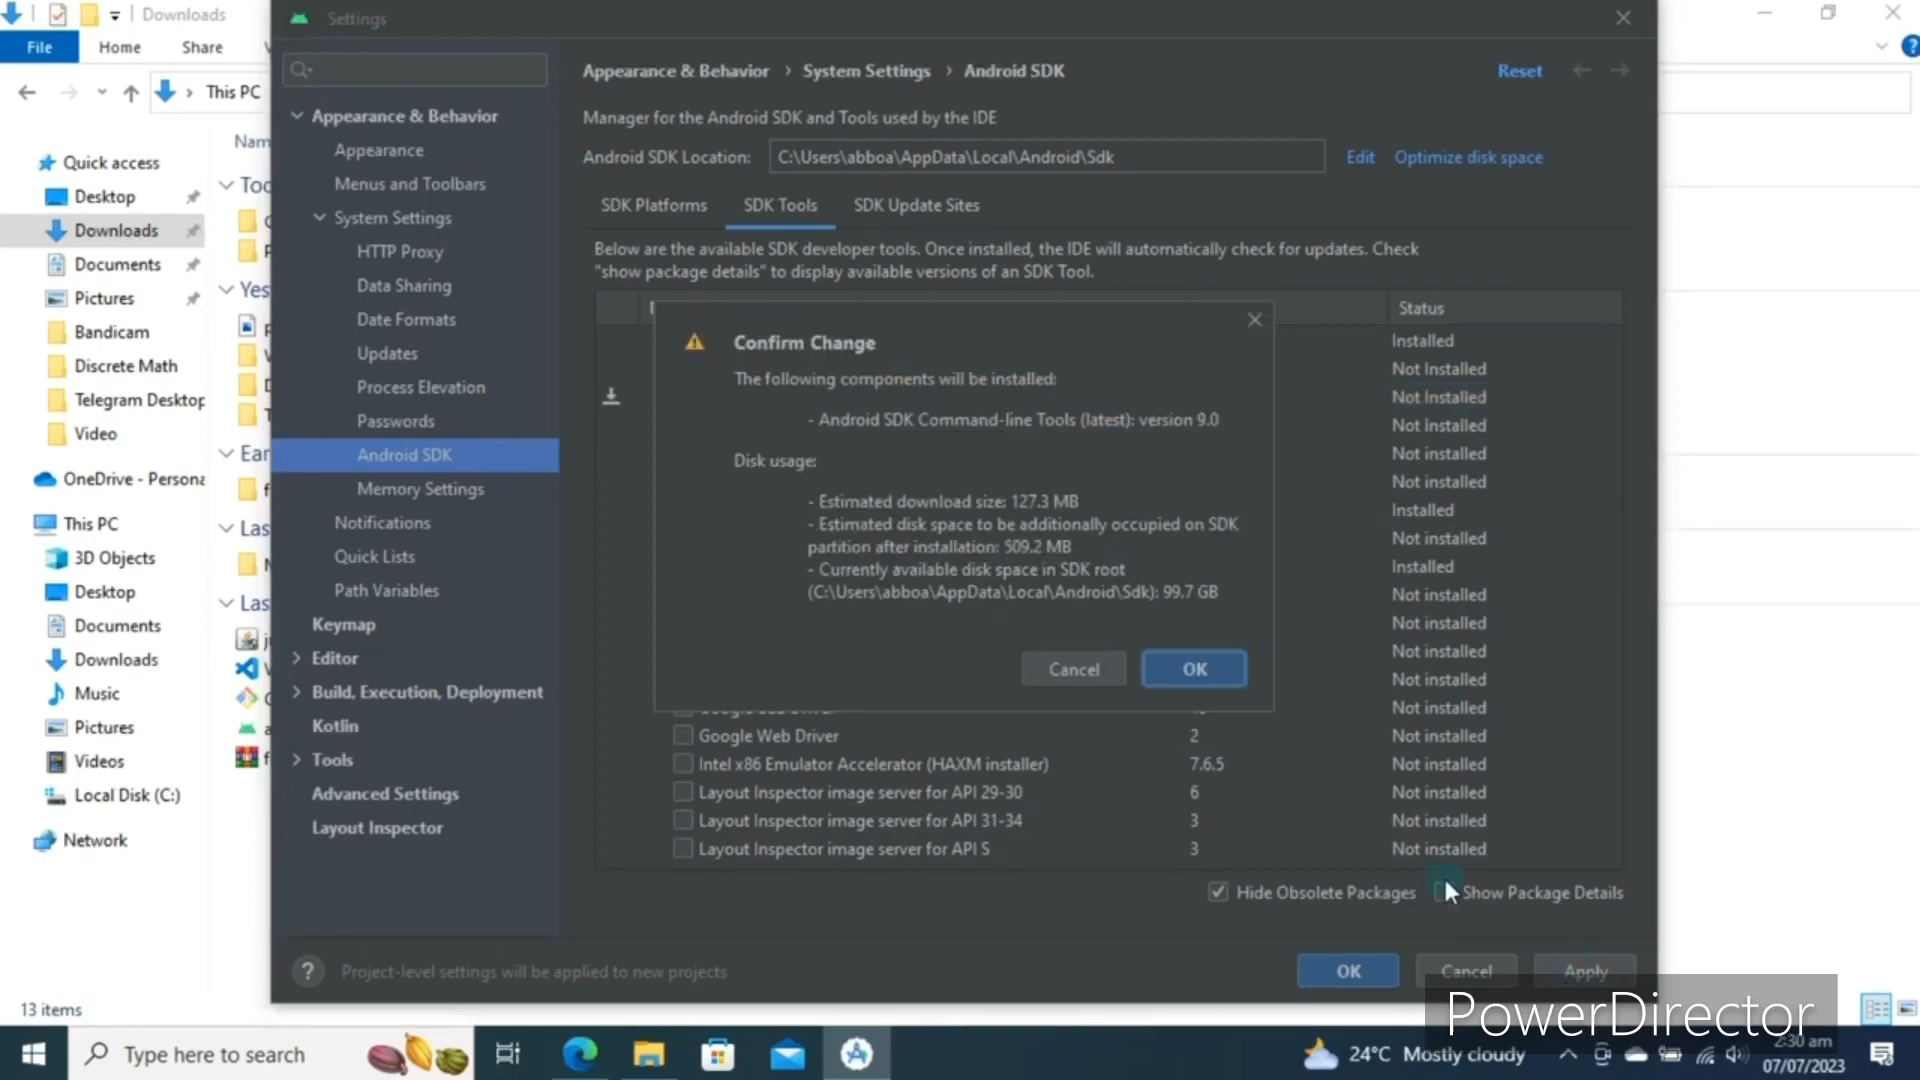 Downloads
File
Home
Share
This PC
Nam
Quick access
Desktop
Downloads
Documents
Pictures
Bandicam
Discrete Math
Telegram Desktop
Video
OneDrive - Persona
This PC
3D Objects
Desktop
Documents
Downloads
Music
Pictures
Videos
Local Disk (C:)
Network
13 items
Yes
Ear
Las
Las
Settings
Appearance & Behavior
Appearance
Menus and Toolbars
System Settings
HTTP Proxy
Data Sharing
Date Formats
Updates
Process Elevation
Passwords
Android SDK
Memory Settings
Notifications
Quick Lists
Path Variables
Keymap
Editor
Build, Execution, Deployment
Kotlin
Tools
Advanced Settings
Layout Inspector
Appearance & Behavior › System Settings › Android SDK
Reset
Manager for the Android SDK and Tools used by the IDE
Android SDK Location: C:\Users\abboa\AppData\Local\Android\Sdk Edit Optimize disk space
SDK Platforms SDK Tools SDK Update Sites
Below are the available SDK developer tools. Once installed, the IDE will automatically check for updates. Check
"show package details" to display available versions of an SDK Tool.
Status
Installed
Not Installed
Not Installed
Not installed
Not installed
Not installed
Installed
Not installed
Installed
Not installed
Not installed
Not installed
Not installed
Not installed
Confirm Change
The following components will be installed:
- Android SDK Command-line Tools (latest): version 9.0
Disk usage:
- Estimated download size: 127.3 MB
- Estimated disk space to be additionally occupied on SDK
partition after installation: 509.2 MB
- Currently available disk space in SDK root
(C:\Users\abboa\AppData\Local\Android\Sdk): 99.7 GB
Cancel OK
Google Web Driver 2 Not installed
Intel x86 Emulator Accelerator (HAXM installer) 7.6.5 Not installed
Layout Inspector image server for API 29-30 6 Not installed
Layout Inspector image server for API 31-34 3 Not installed
Layout Inspector image server for API S 3 Not installed
Hide Obsolete Packages Show Package Details
? Project-level settings will be applied to new projects
OK Cancel Apply
PowerDirector
Type here to search
24°C Mostly cloudy
2:30 am
07/07/2023